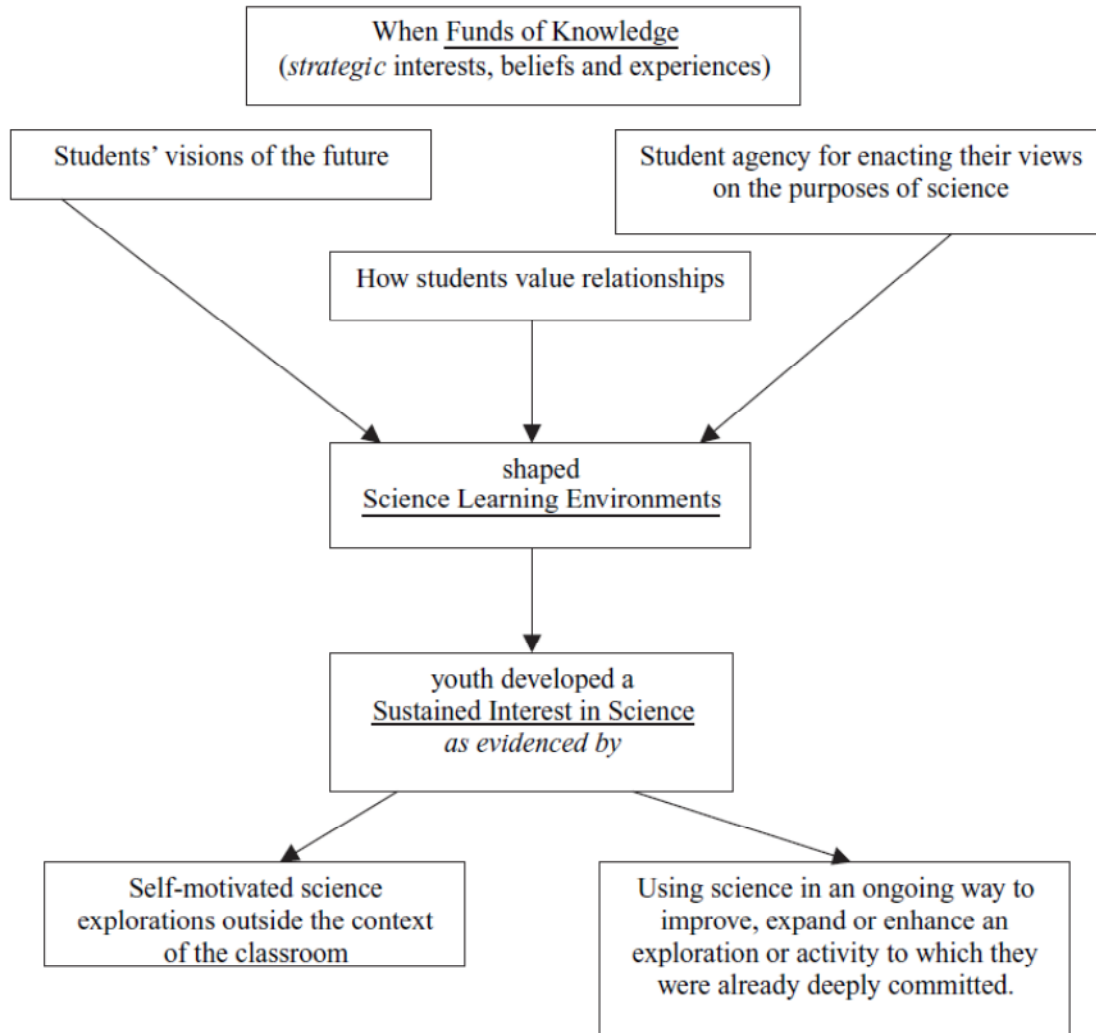 When Funds of Knowledge
(strategic interests, beliefs and experiences)
Students’ visions of the future
Student agency for enacting their views
on the purposes of science
How students value relationships
shaped
Science Learning Environments
youth developed a
Sustained Interest in Science
as evidenced by
Self-motivated science
explorations outside the context
of the classroom
Using science in an ongoing way to
improve, expand or enhance an
exploration or activity to which they
were already deeply committed.